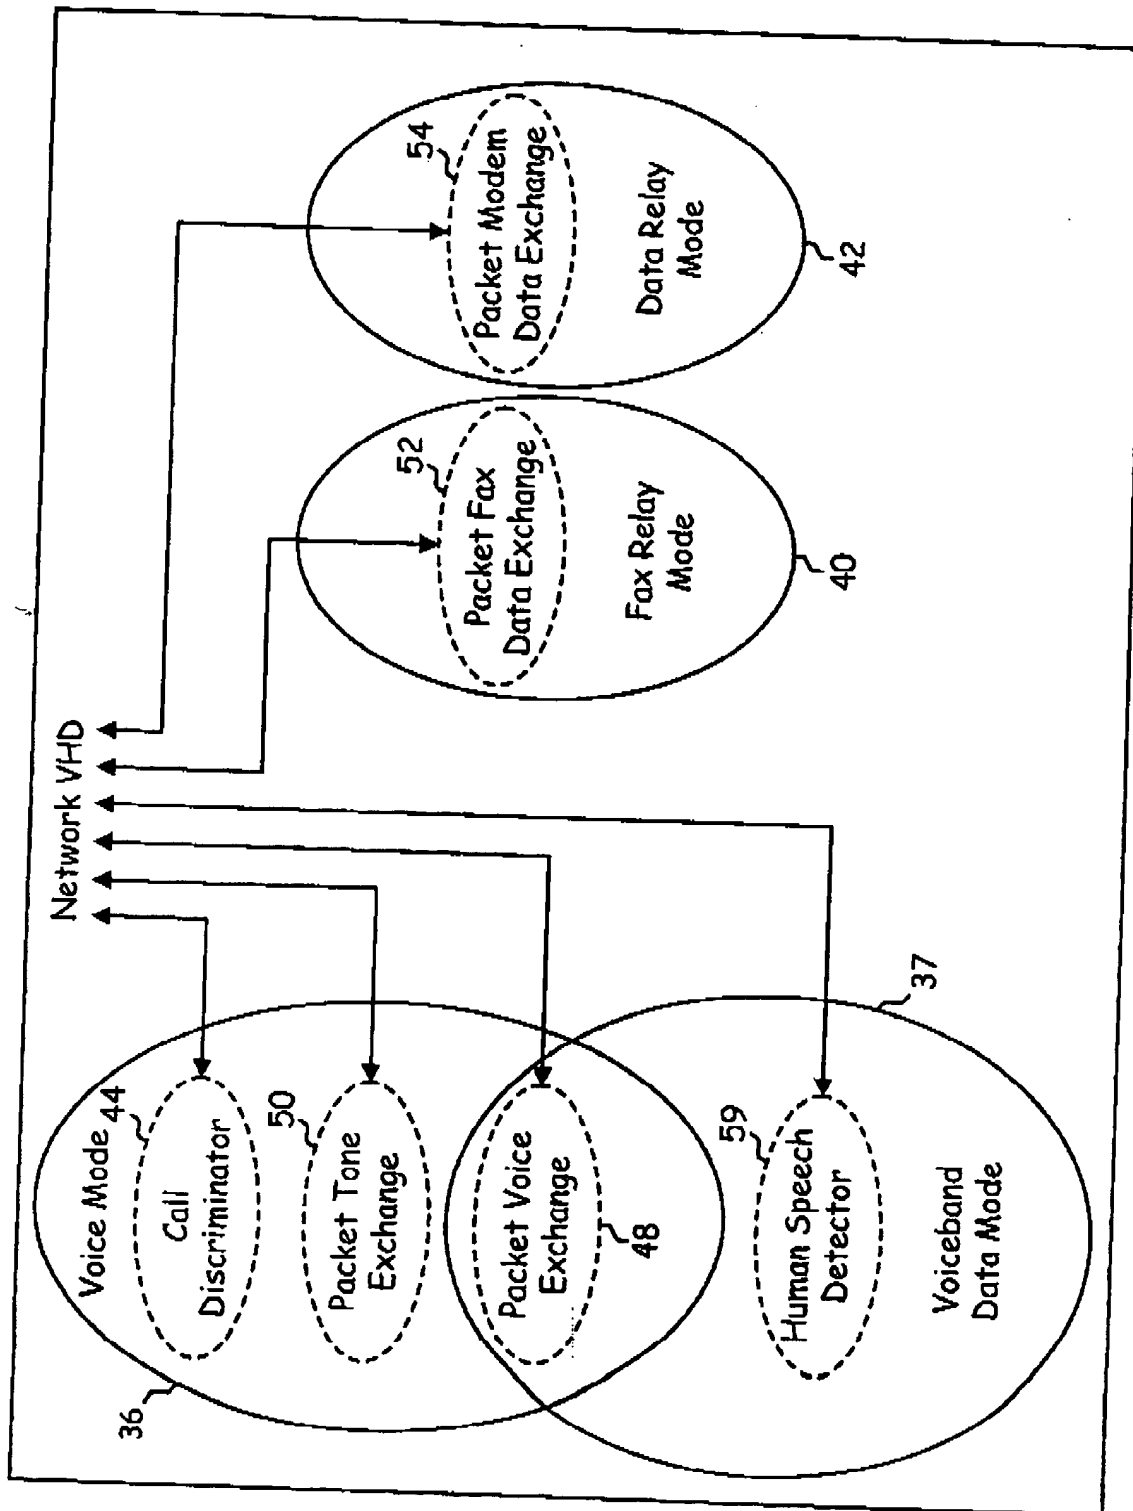 Network VHD
Voice Mode
44
Call
Discriminator
36
50
Packet Tone
Exchange
Packet Voice
Exchange
48
59
Human Speech
Detector
Voiceband
Data Mode
37
52
Packet Fax
Data Exchange
Fax Relay
Mode
40
54
Packet Modem
Data Exchange
Data Relay
Mode
42